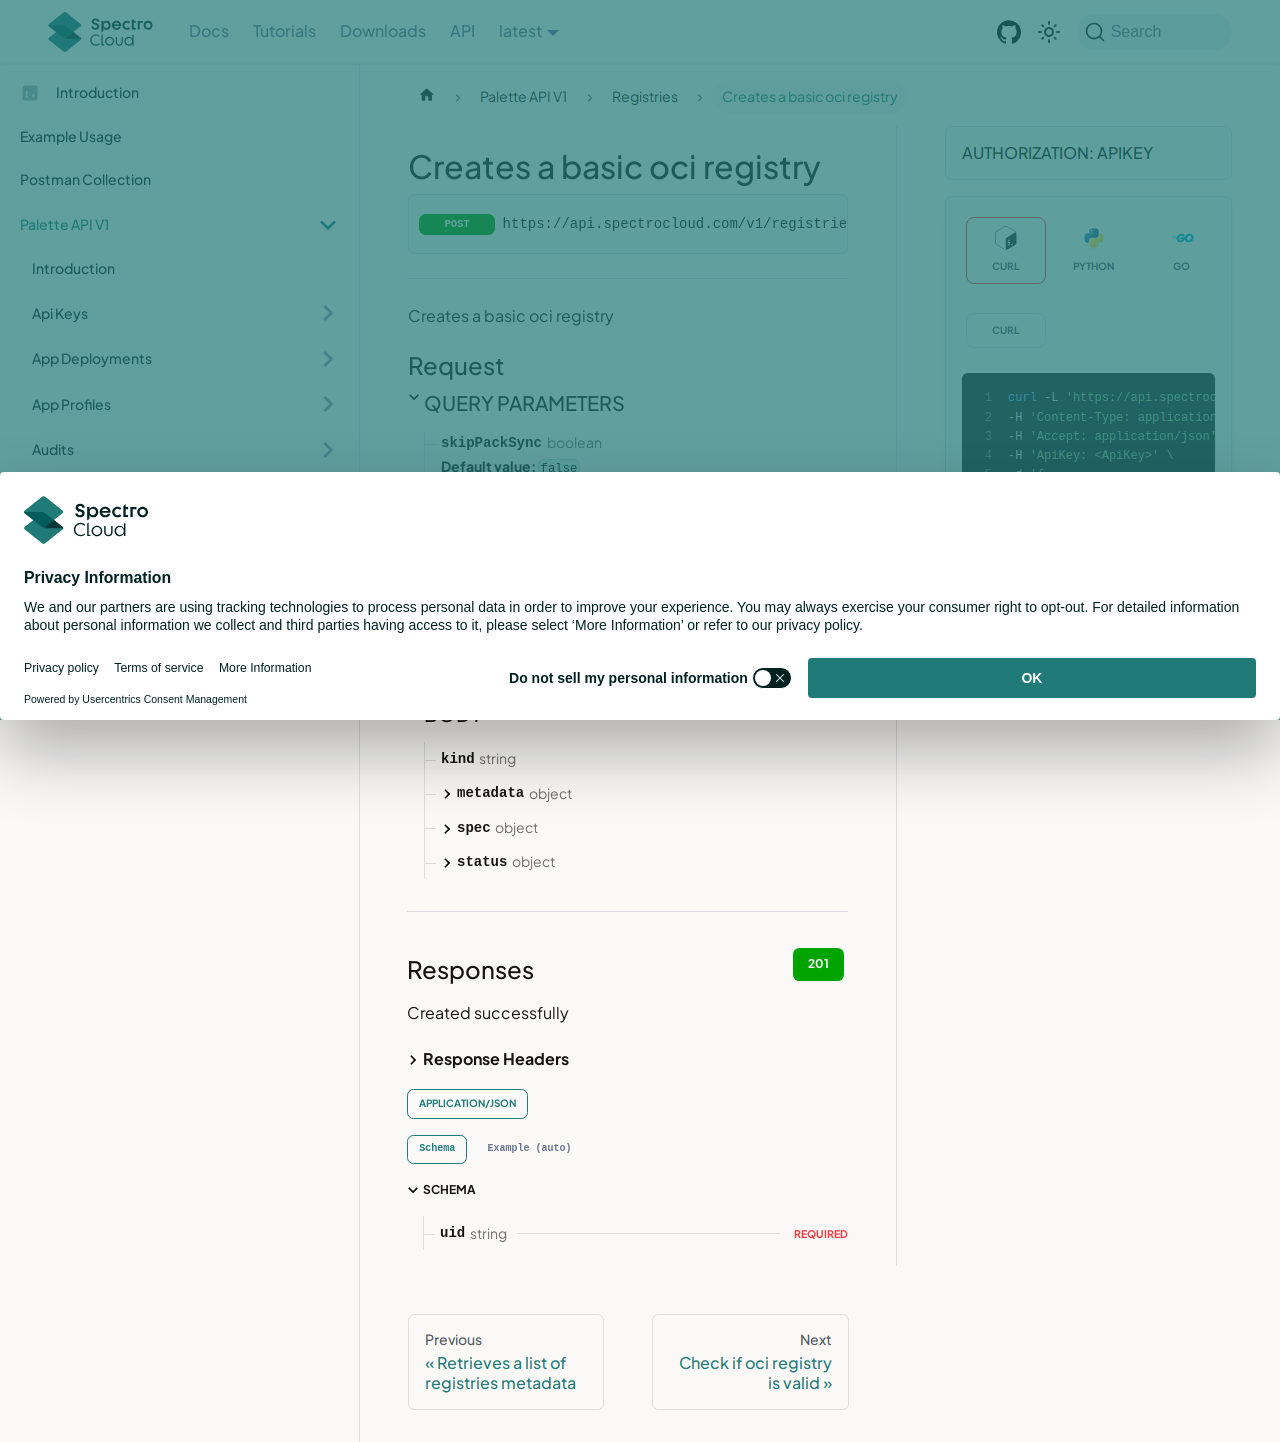 Spectro Cloud
Docs
Tutorials
Downloads
API
latest
Search
Introduction
Example Usage
Postman Collection
Palette API V1
Introduction
Api Keys
App Deployments
App Profiles
Audits
Palette API V1
Registries
Creates a basic oci registry
Creates a basic oci registry
POST https://api.spectrocloud.com/v1/registrie
Creates a basic oci registry
Request
QUERY PARAMETERS
skipPackSync boolean
Default value: false
AUTHORIZATION: APIKEY
CURL
PYTHON
GO
CURL
1 curl -L 'https://api.spectroc
2 -H 'Content-Type: application
3 -H 'Accept: application/json'
4 -H 'ApiKey: <ApiKey>' \
Spectro Cloud
Privacy Information
We and our partners are using tracking technologies to process personal data in order to improve your experience. You may always exercise your consumer right to opt-out. For detailed information
about personal information we collect and third parties having access to it, please select ‘More Information’ or refer to our privacy policy.
Privacy policy
Terms of service
More Information
Powered by Usercentrics Consent Management
Do not sell my personal information
OK
BODY
kind string
metadata object
spec object
status object
Responses
201
Created successfully
Response Headers
APPLICATION/JSON
Schema
Example (auto)
SCHEMA
uid string
REQUIRED
Previous
« Retrieves a list of
registries metadata
Next
Check if oci registry
is valid »